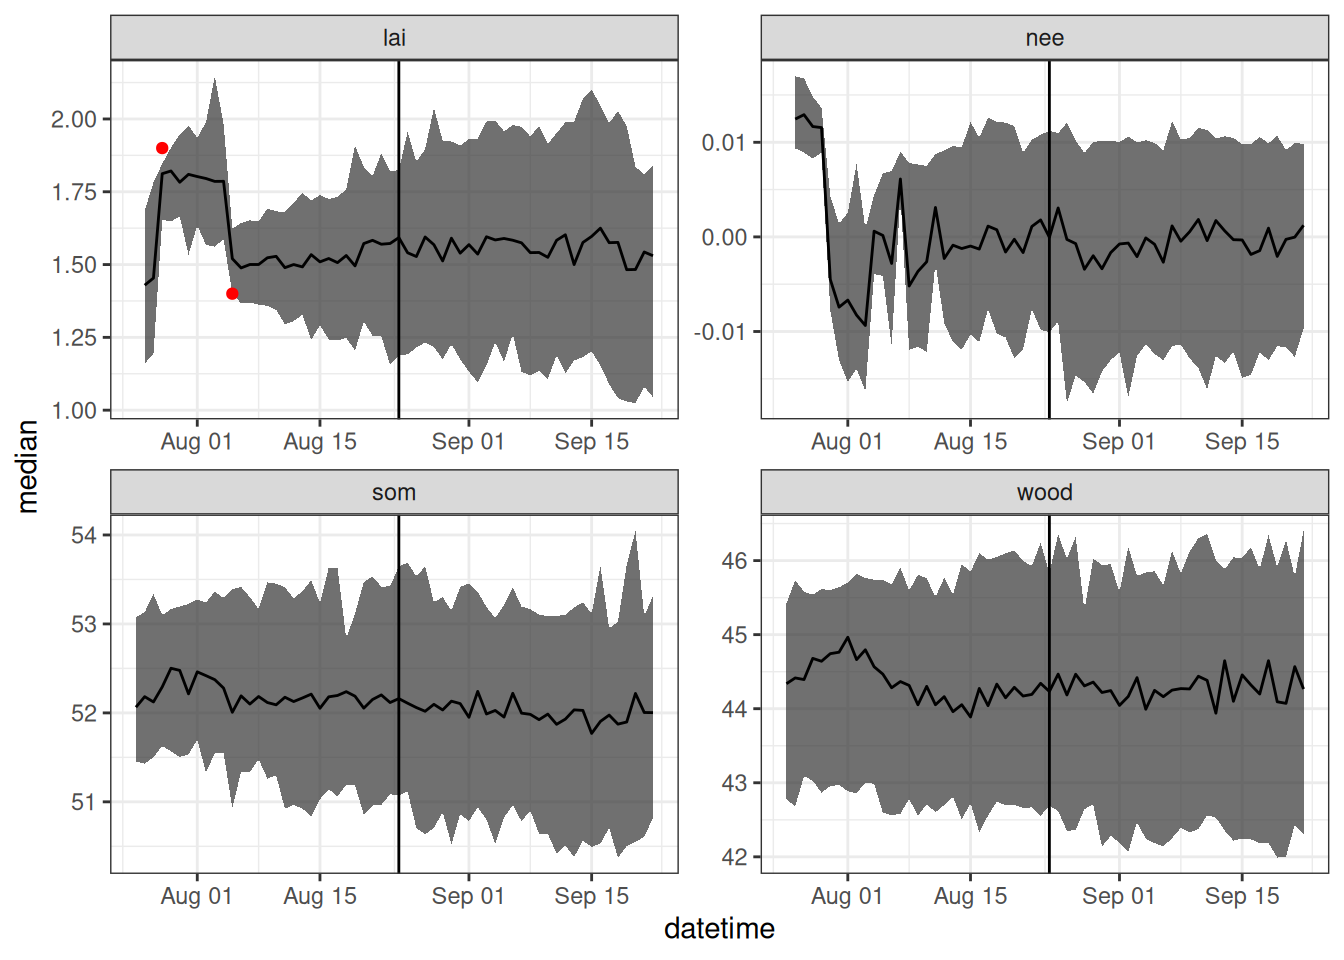 lai
nee
2.00
1.75
1.50
1.25
1.00
0.01
0.00
-0.01
Aug 01 Aug 15 Sep 01 Sep 15
Aug 01 Aug 15 Sep 01 Sep 15
median
som
wood
54
53
52
51
46
45
44
43
42
Aug 01 Aug 15 Sep 01 Sep 15
Aug 01 Aug 15 Sep 01 Sep 15
datetime